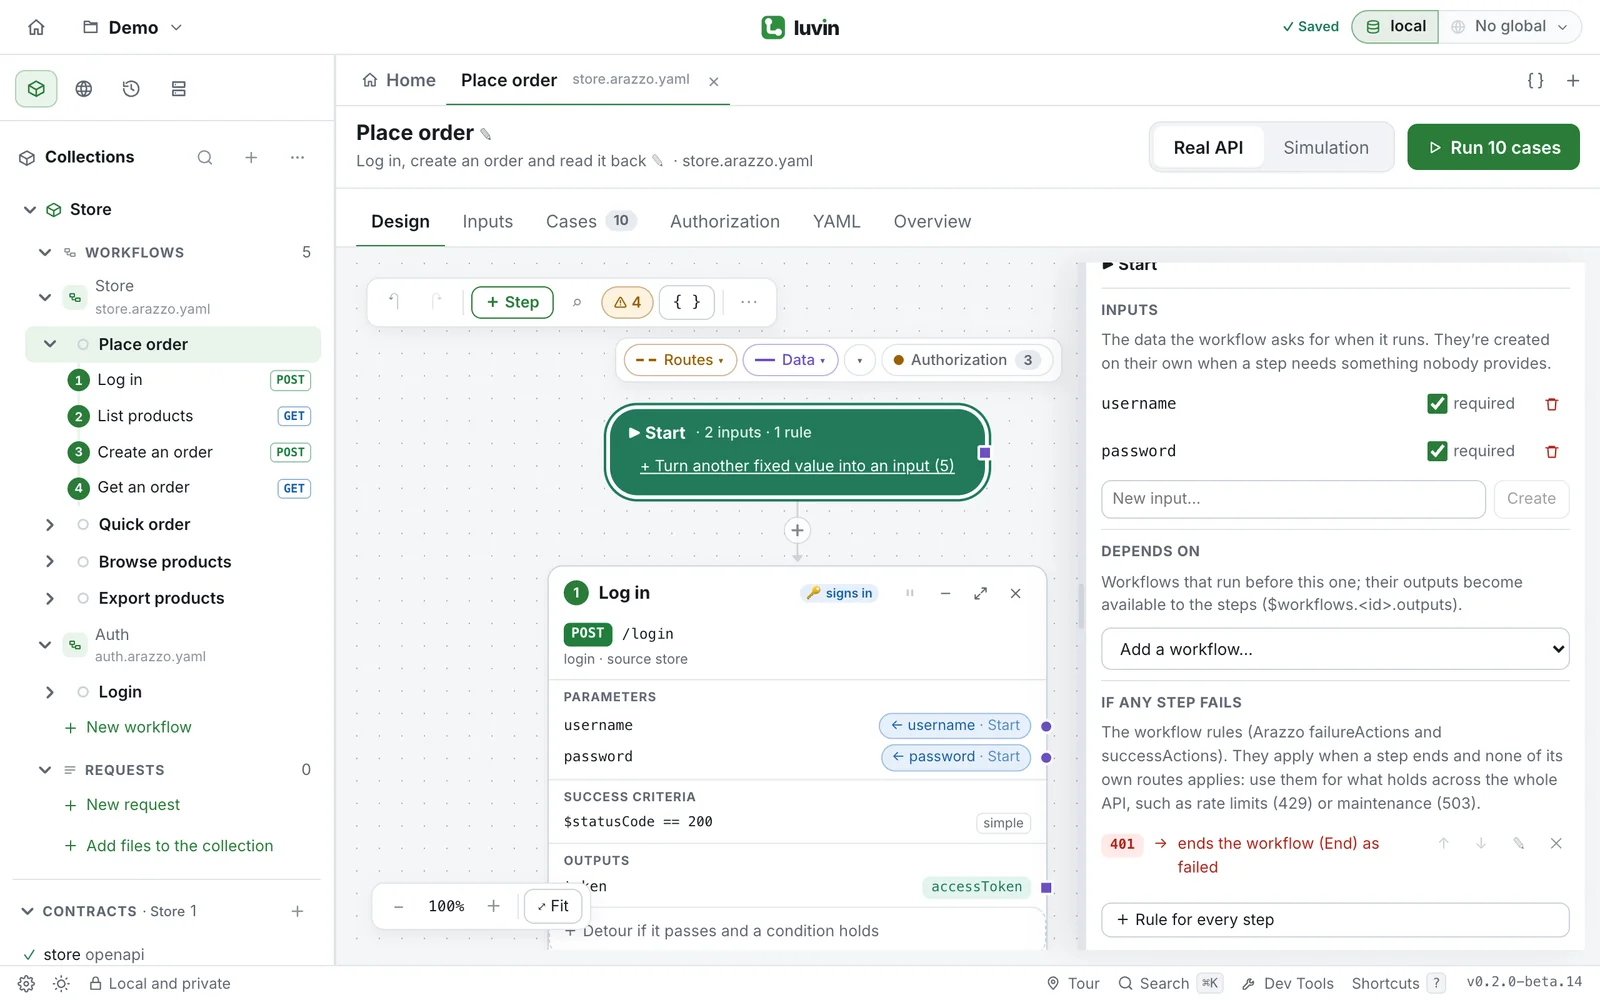 Demo
luvin
Saved
local
No global
Home
Place order
store.arazzo.yaml
{}
Collections
Place order
Log in, create an order and read it back
· store.arazzo.yaml
Real API
Simulation
Run 10 cases
Store
WORKFLOWS
5
Store
store.arazzo.yaml
Place order
1
Log in
POST
2
List products
GET
3
Create an order
POST
4
Get an order
GET
Quick order
Browse products
Export products
Auth
auth.arazzo.yaml
Login
+ New workflow
REQUESTS
0
+ New request
+ Add files to the collection
CONTRACTS · Store 1
store openapi
Design
Inputs
Cases 10
Authorization
YAML
Overview
+ Step
4
{ }
Routes
Data
Authorization 3
Start · 2 inputs · 1 rule
+ Turn another fixed value into an input (5)
1 Log in
signs in
POST /login
login · source store
PARAMETERS
username
← username · Start
password
← password · Start
SUCCESS CRITERIA
$statusCode == 200
simple
OUTPUTS
accessToken
100%
Fit
Detour if it passes and a condition holds
Start
INPUTS
The data the workflow asks for when it runs. They’re created
on their own when a step needs something nobody provides.
username
required
password
required
New input...
Create
DEPENDS ON
Workflows that run before this one; their outputs become
available to the steps ($workflows.<id>.outputs).
Add a workflow...
IF ANY STEP FAILS
The workflow rules (Arazzo failureActions and
successActions). They apply when a step ends and none of its
own routes applies: use them for what holds across the whole
API, such as rate limits (429) or maintenance (503).
401 → ends the workflow (End) as
failed
+ Rule for every step
Local and private
Tour
Search ⌘K
Dev Tools
Shortcuts ?
v0.2.0-beta.14